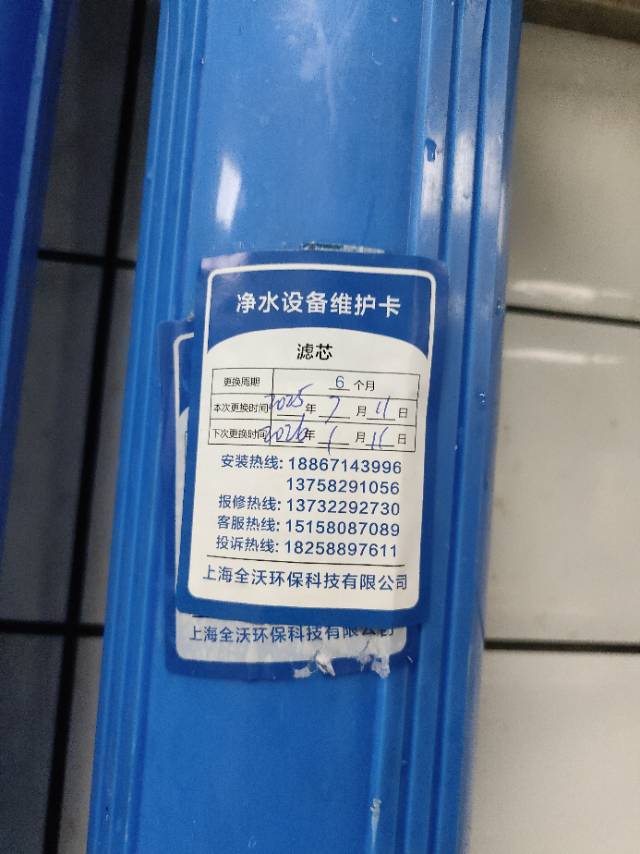 净水设备维护卡
滤芯
更换周期 6 个月
本次更换时间 2025 年 7 月 11 日
下次更换时间 2026 年 1 月 11 日
安装热线: 18867143996
13758291056
报修热线: 13732292730
客服热线: 15158087089
投诉热线: 18258897611
上海全沃环保科技有限公司
上海全沃环保科技有限公司